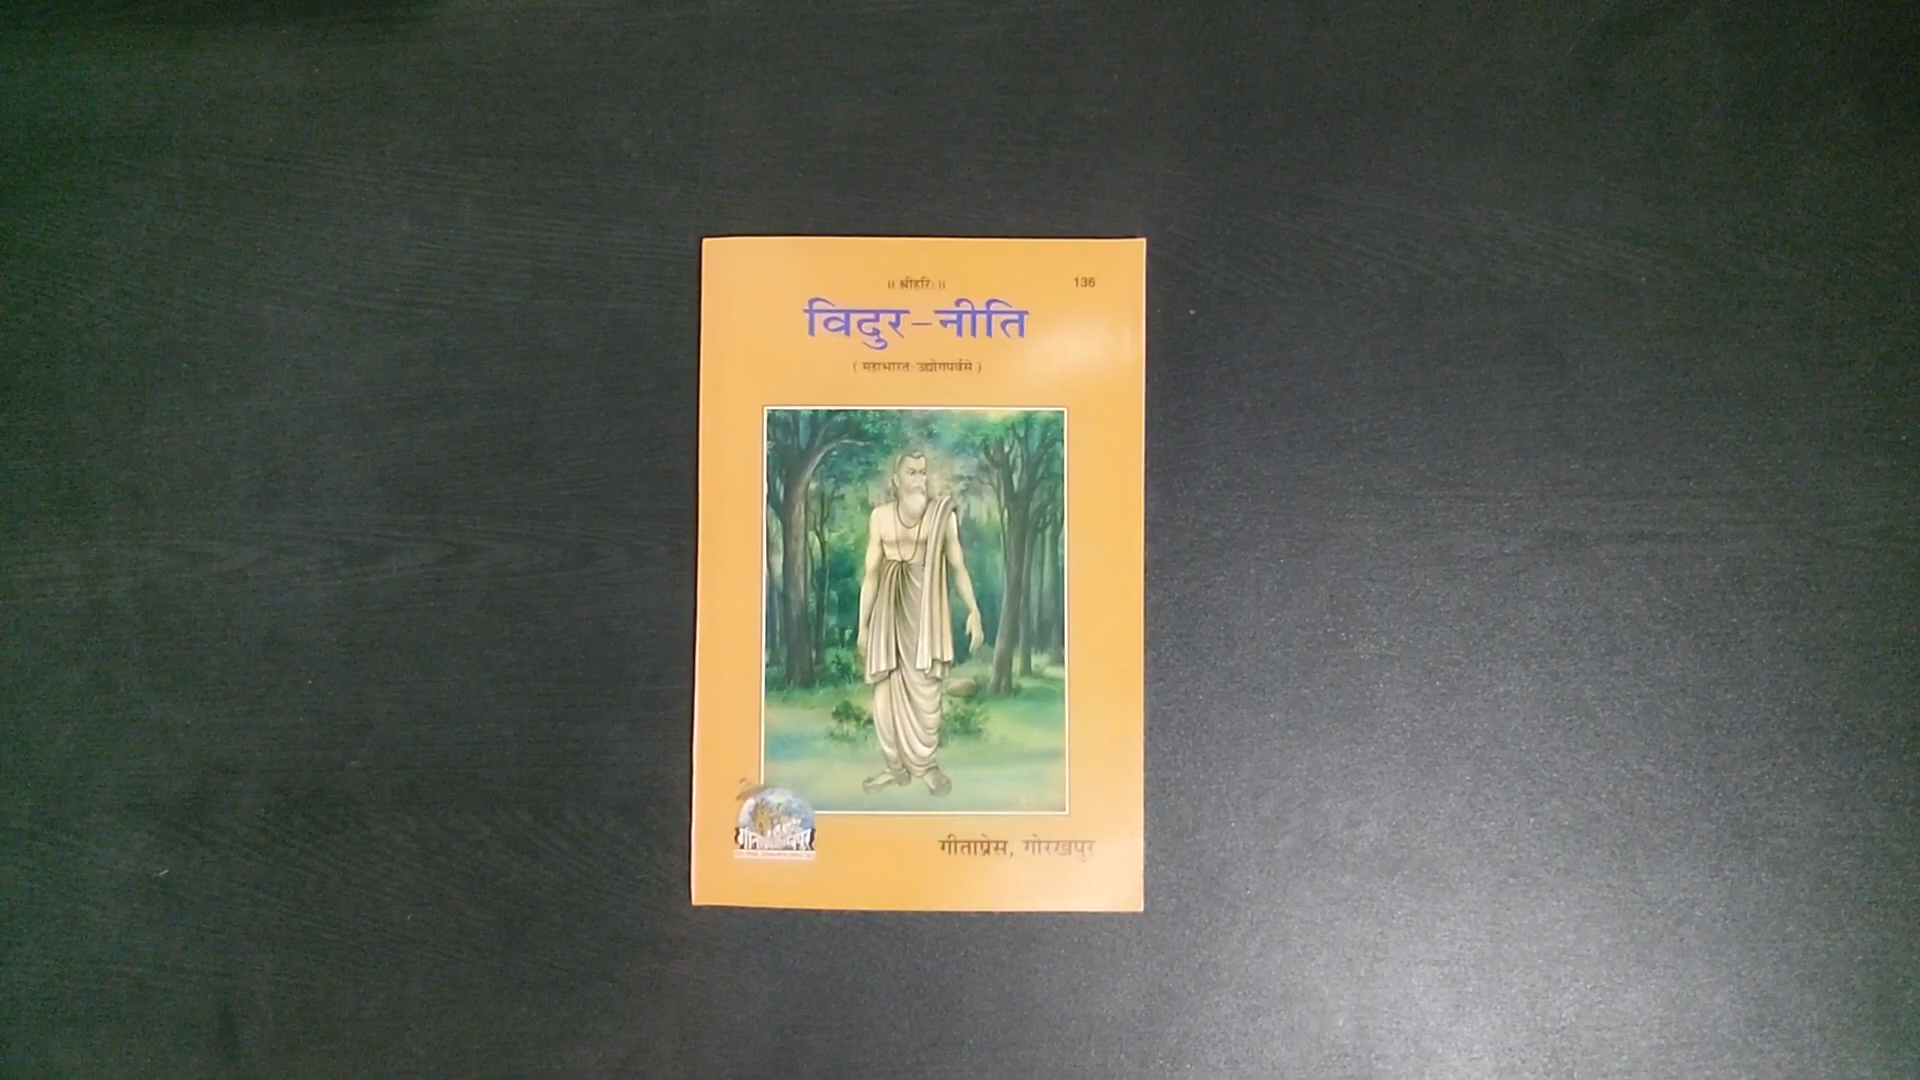 ॥ श्रीहरिः ॥
136
विदुर-नीति
( महाभारत-उद्योगपर्वसे )
गीताप्रेस, गोरखपुर